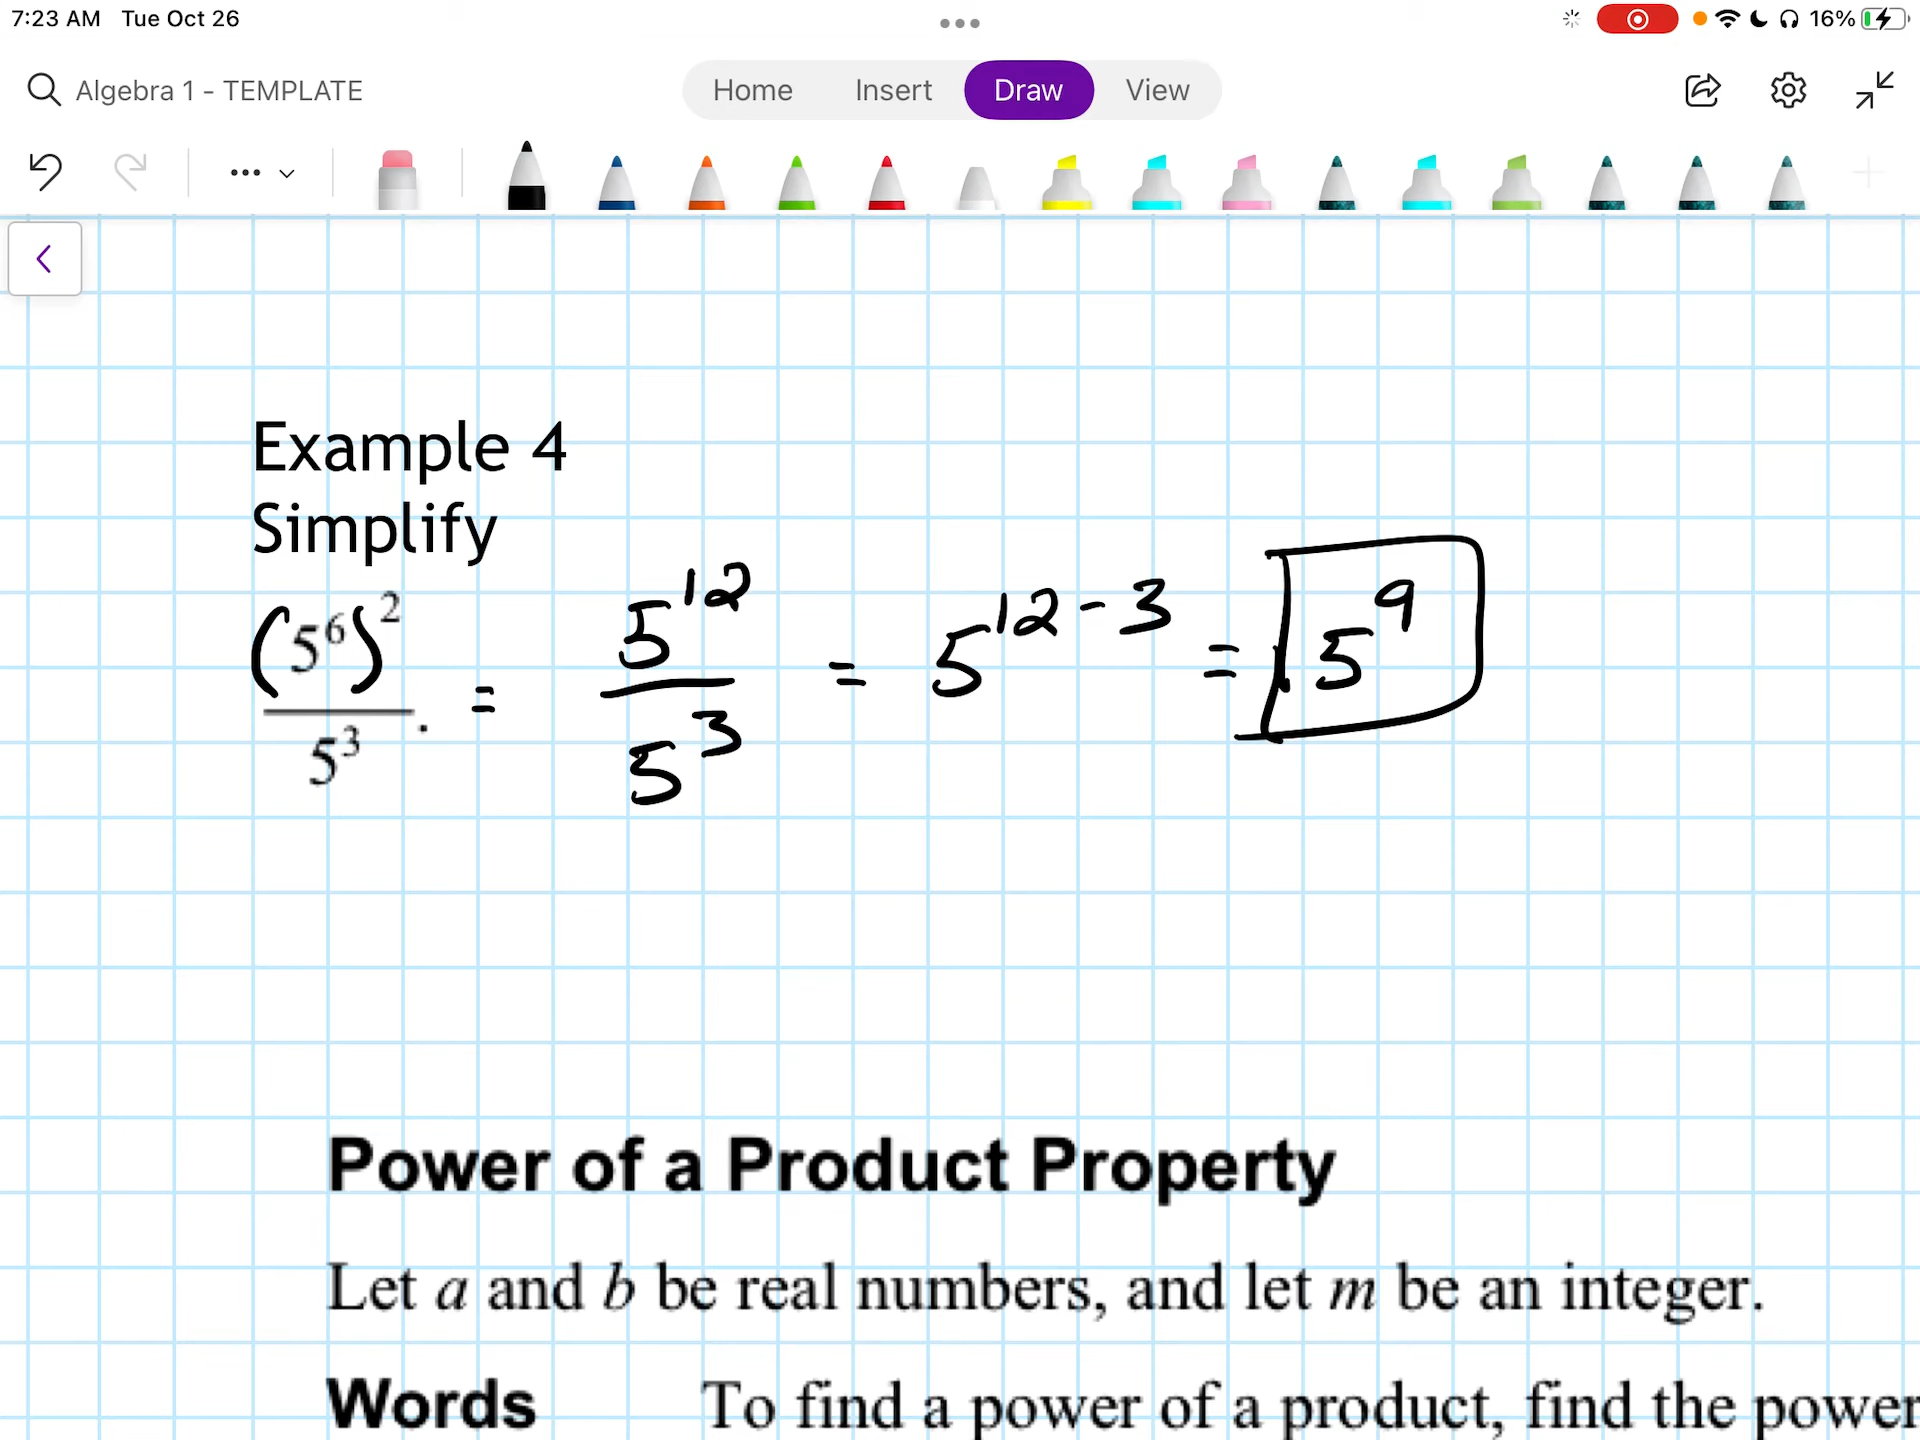 7:23 AM Tue Oct 26 16%
Algebra 1 - TEMPLATE Home Insert Draw View
Example 4
Simplify
(5⁶)² / 5³ . = 5¹² / 5³ = 5¹²⁻³ = 5⁹
Power of a Product Property
Let a and b be real numbers, and let m be an integer.
Words To find a power of a product, find the power